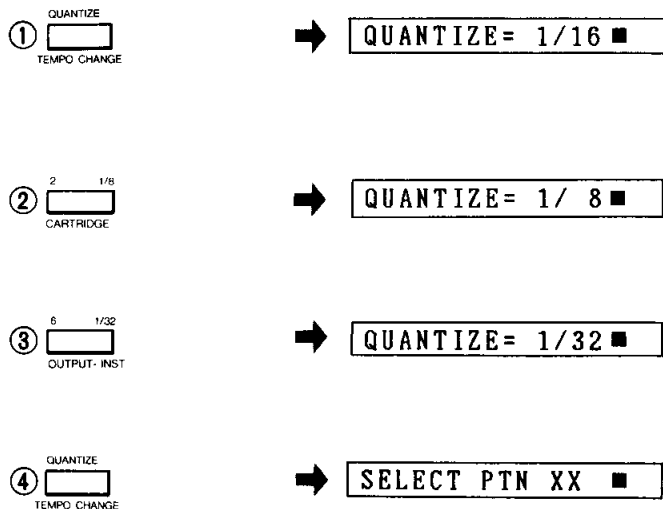 QUANTIZE
① → QUANTIZE= 1/16 ■
TEMPO CHANGE
2 1/8
② → QUANTIZE= 1/ 8 ■
CARTRIDGE
6 1/32
③ → QUANTIZE= 1/32 ■
OUTPUT· INST
QUANTIZE
④ → SELECT PTN XX ■
TEMPO CHANGE